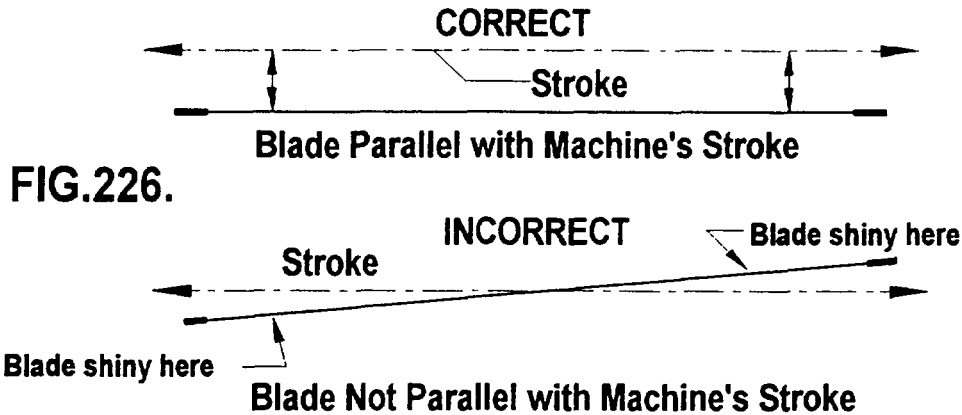 CORRECT
Stroke
Blade Parallel with Machine's Stroke
FIG.226.
INCORRECT
Blade shiny here
Stroke
Blade shiny here
Blade Not Parallel with Machine's Stroke